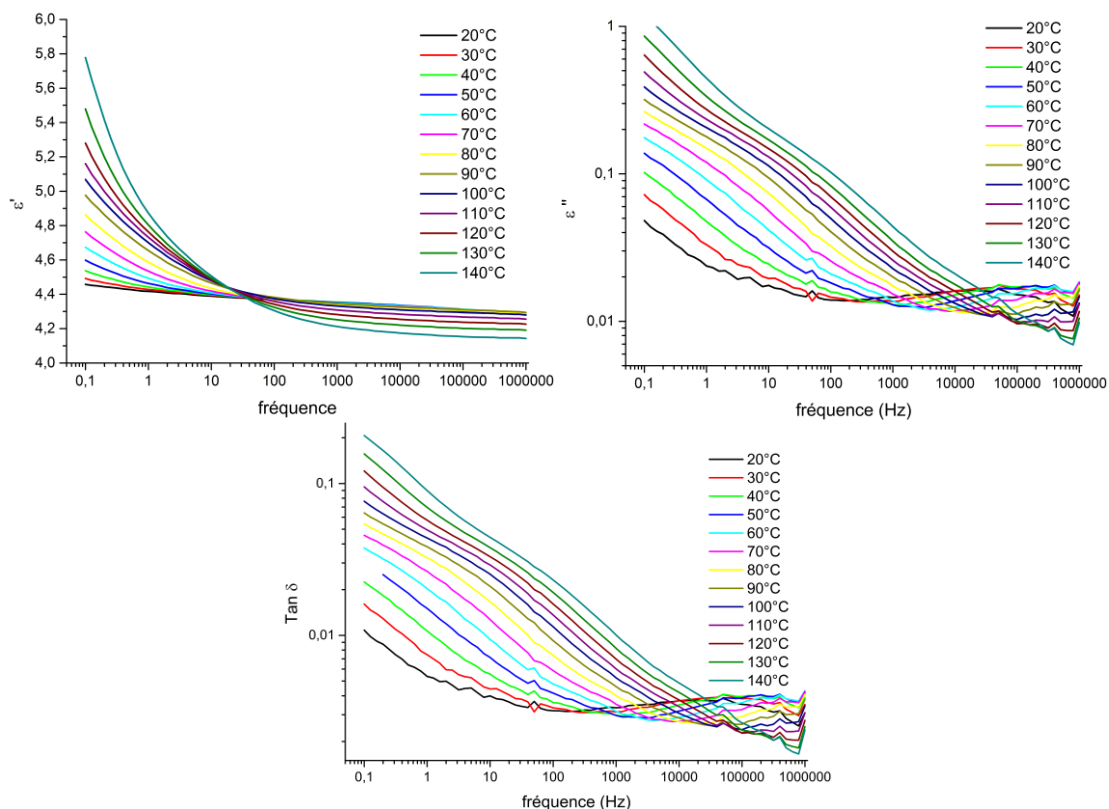 6,0
5,8
5,6
5,4
5,2
5,0
4,8
4,6
4,4
4,2
4,0
ε'
0,1 1 10 100 1000 10000 100000 1000000
fréquence
20°C
30°C
40°C
50°C
60°C
70°C
80°C
90°C
100°C
110°C
120°C
130°C
140°C
1
0,1
0,01
ε"
0,1 1 10 100 1000 10000 100000 1000000
fréquence (Hz)
20°C
30°C
40°C
50°C
60°C
70°C
80°C
90°C
100°C
110°C
120°C
130°C
140°C
0,1
0,01
Tan δ
0,1 1 10 100 1000 10000 100000 1000000
fréquence (Hz)
20°C
30°C
40°C
50°C
60°C
70°C
80°C
90°C
100°C
110°C
120°C
130°C
140°C